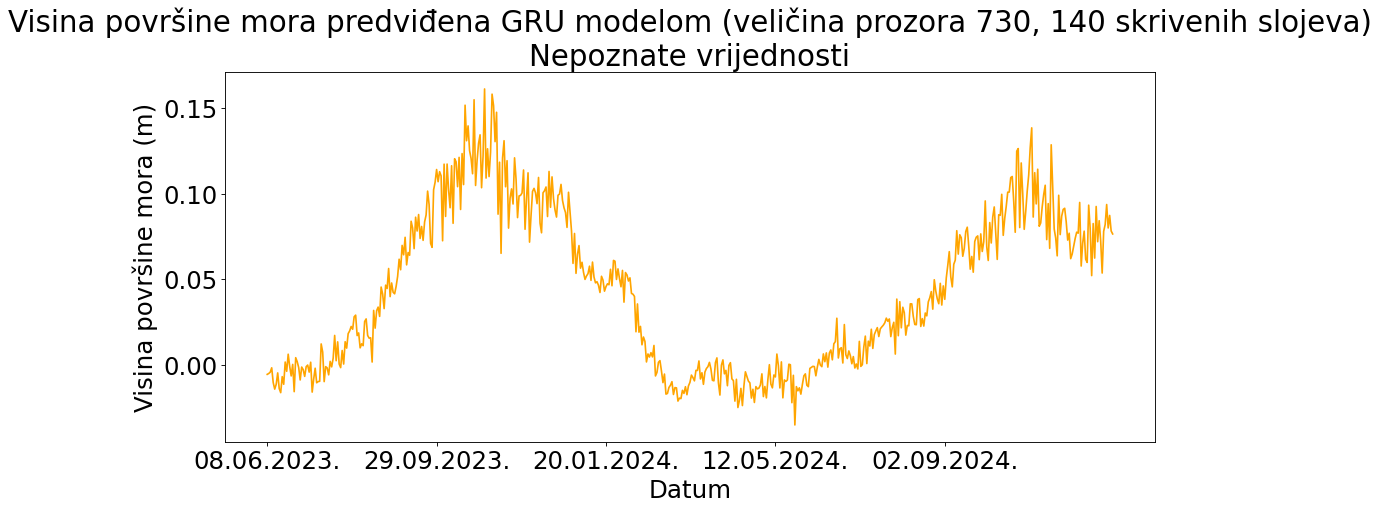 Visina površine mora predviđena GRU modelom (veličina prozora 730, 140 skrivenih slojeva)
Nepoznate vrijednosti
Visina površine mora (m)
0.15
0.10
0.05
0.00
08.06.2023. 29.09.2023. 20.01.2024. 12.05.2024. 02.09.2024.
Datum